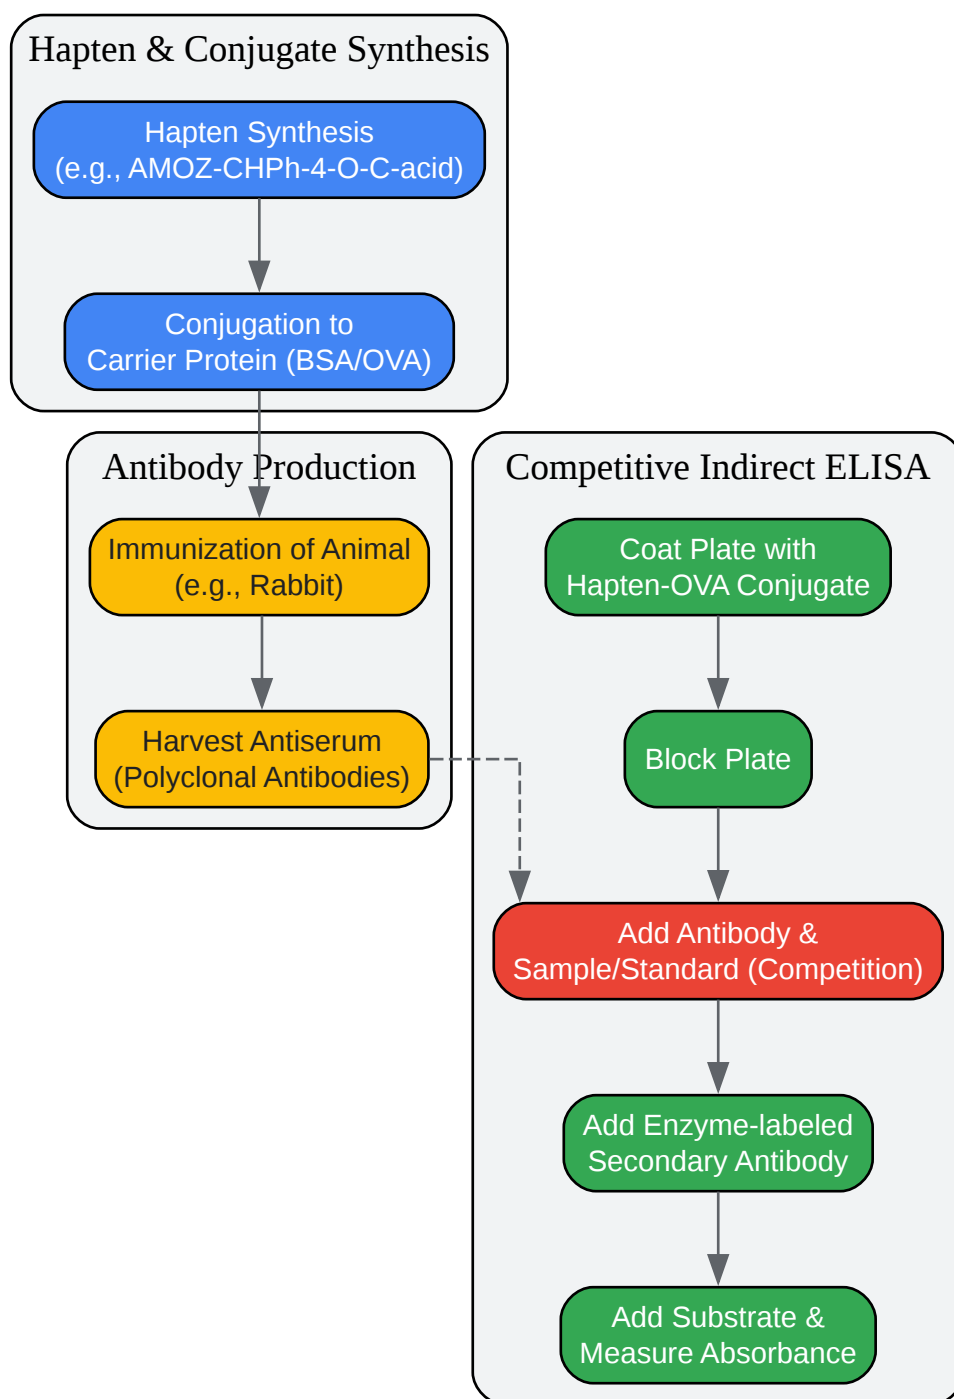 Hapten & Conjugate Synthesis
Hapten Synthesis
(e.g., AMOZ-CHPh-4-O-C-acid)
Conjugation to
Carrier Protein (BSA/OVA)
Antibody Production
Immunization of Animal
(e.g., Rabbit)
Harvest Antiserum
(Polyclonal Antibodies)
Competitive Indirect ELISA
Coat Plate with
Hapten-OVA Conjugate
Block Plate
Add Antibody &
Sample/Standard (Competition)
Add Enzyme-labeled
Secondary Antibody
Add Substrate &
Measure Absorbance